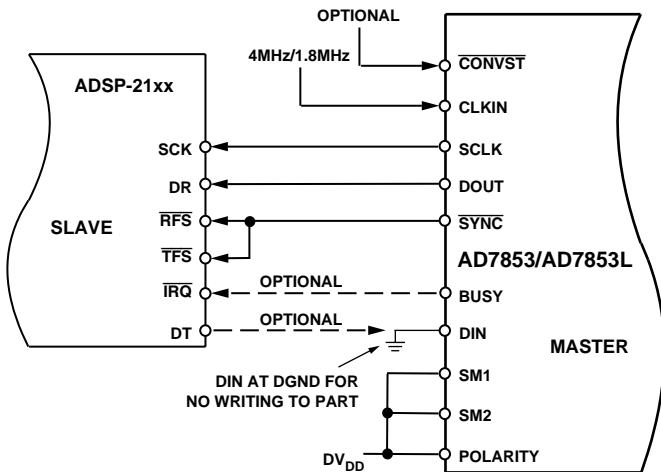 OPTIONAL
4MHz/1.8MHz
ADSP-21xx
SLAVE
SCK
DR
RFS
TFS
IRQ
DT
OPTIONAL
OPTIONAL
DIN AT DGND FOR
NO WRITING TO PART
DVDD
CONVST
CLKIN
SCLK
DOUT
SYNC
AD7853/AD7853L
BUSY
DIN
MASTER
SM1
SM2
POLARITY